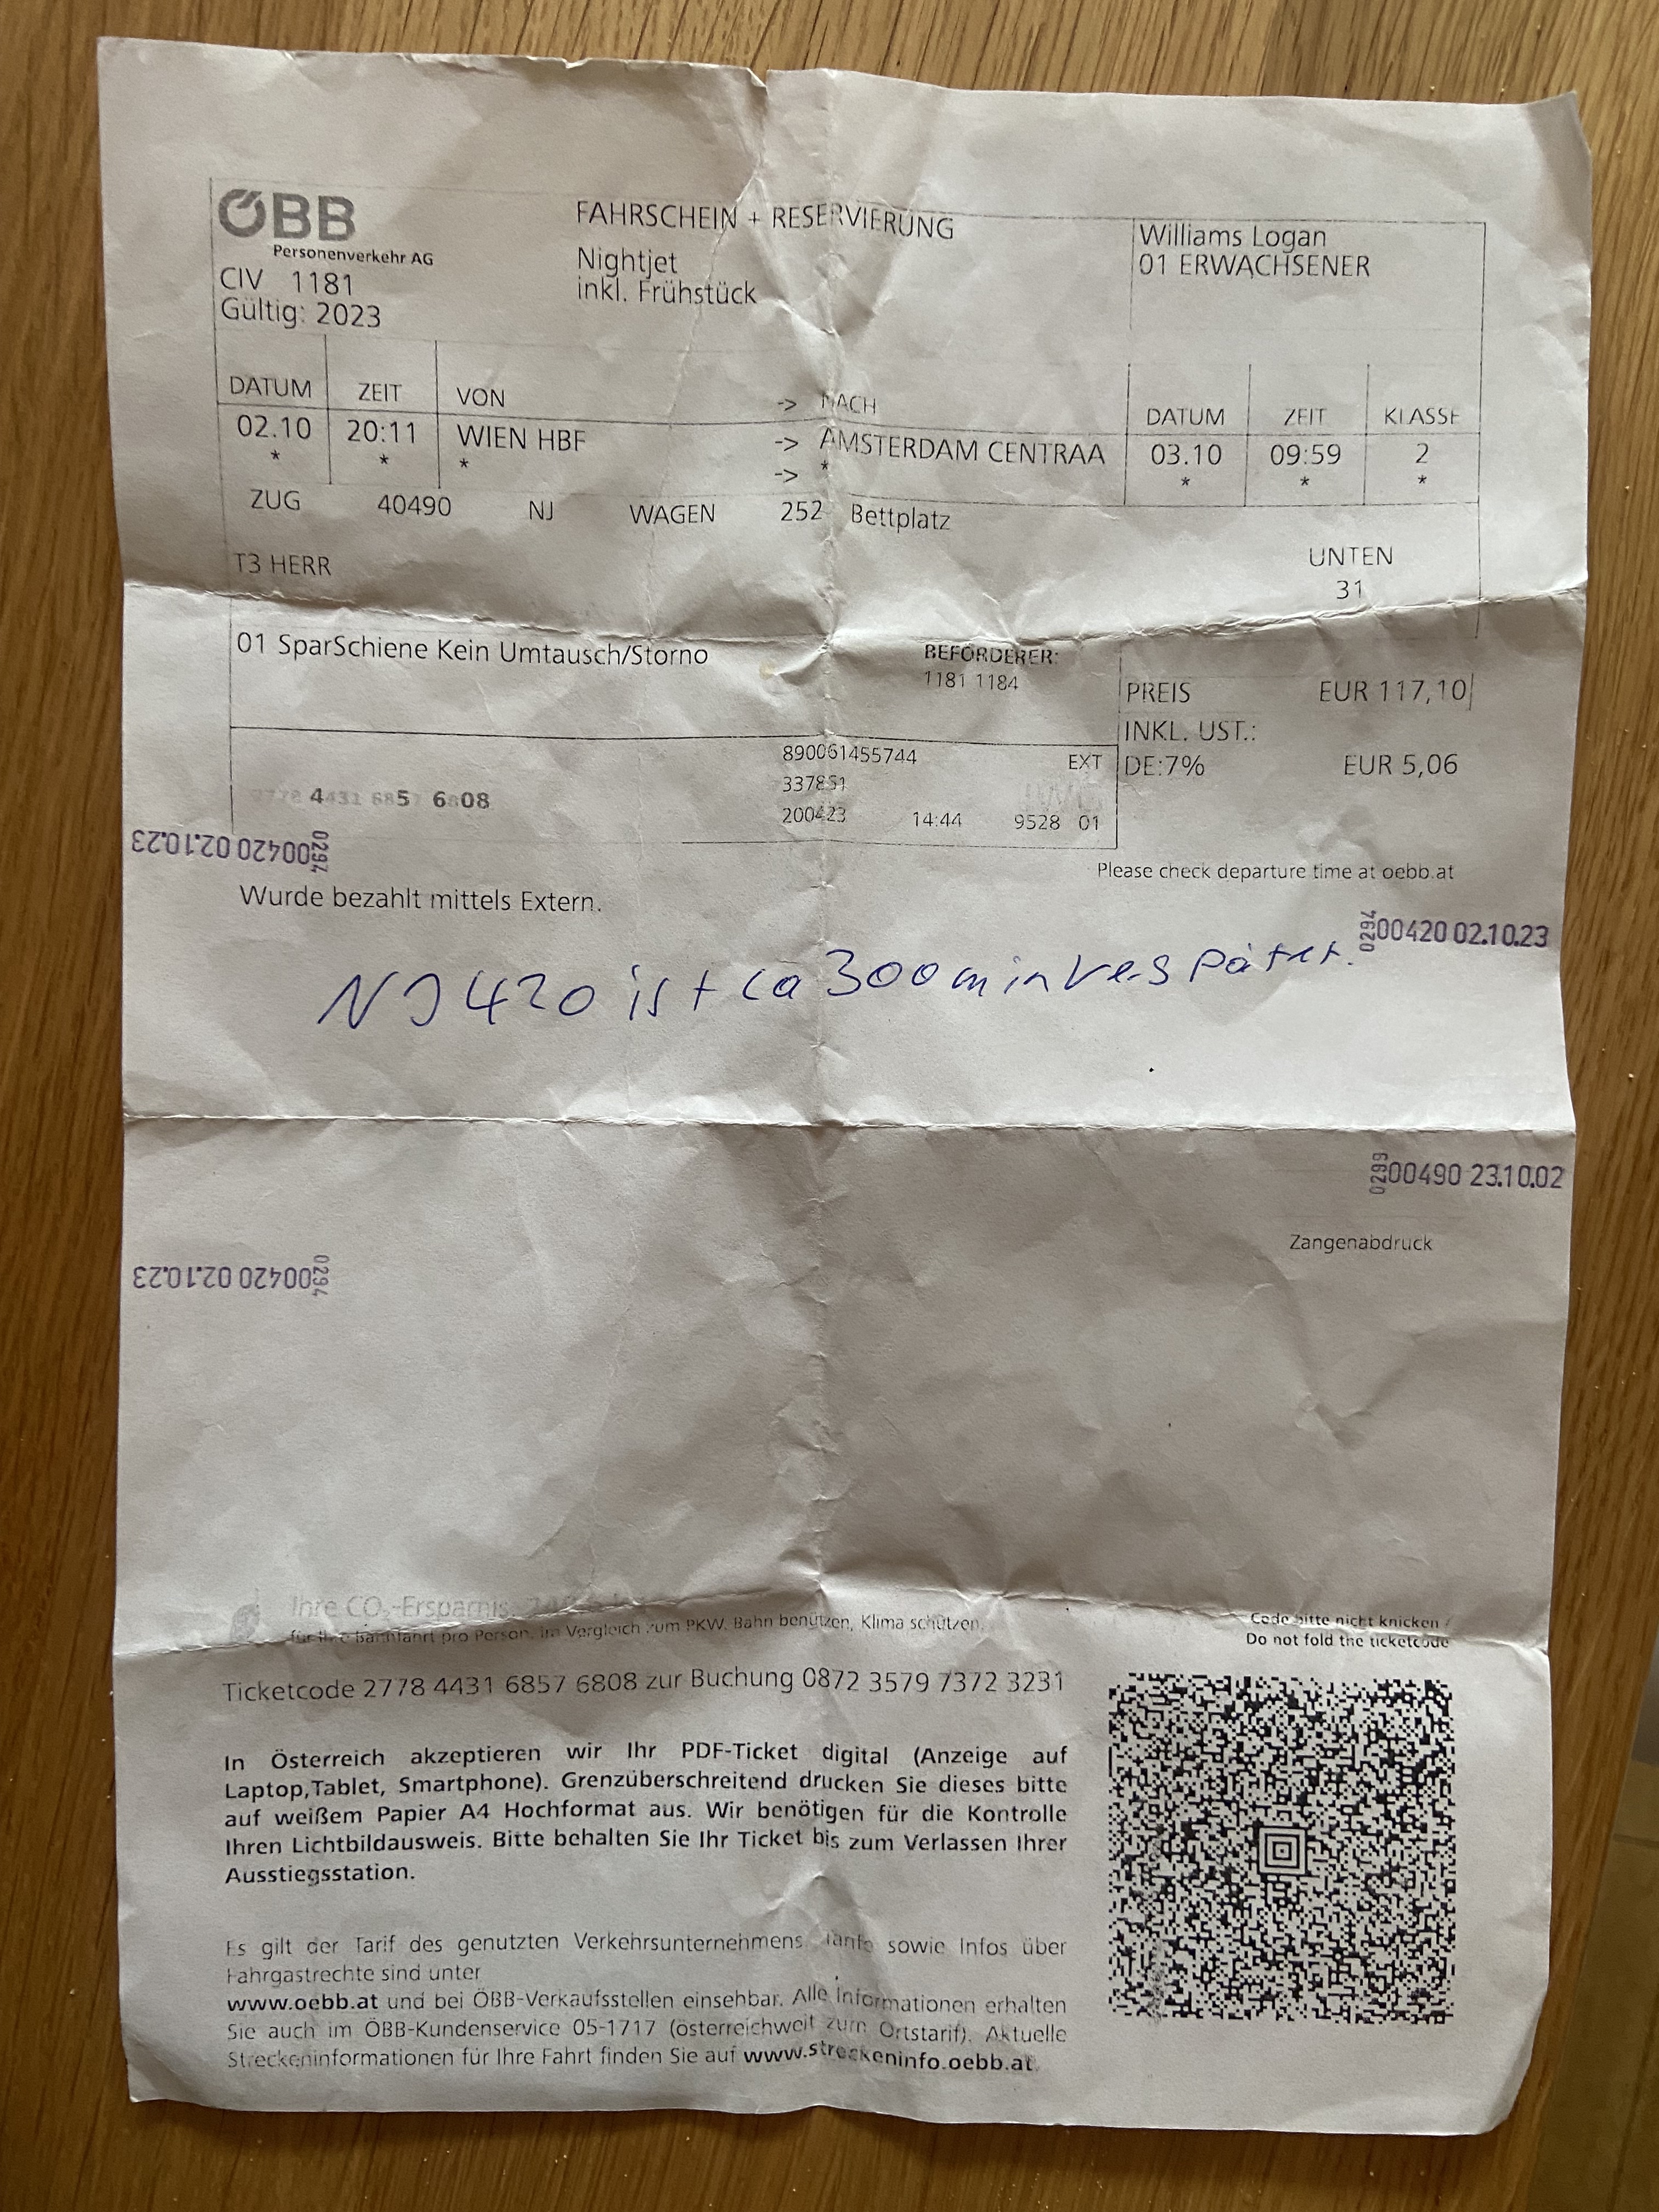 ÖBB
Personenverkehr AG
CIV 1181
Gültig: 2023
FAHRSCHEIN + RESERVIERUNG
Nightjet
inkl. Frühstück
Williams Logan
01 ERWACHSENER
DATUM ZEIT VON -> NACH DATUM ZEIT KLASSE
02.10 20:11 WIEN HBF -> AMSTERDAM CENTRAA 03.10 09:59 2
* * * -> * * * *
ZUG 40490 NJ WAGEN 252 Bettplatz
T3 HERR UNTEN
31
01 SparSchiene Kein Umtausch/Storno
BEFÖRDERER:
1181 1184
PREIS EUR 117,10
INKL. UST.:
DE:7% EUR 5,06
890061455744 EXT
337851
200423 14:44 9528 01
4431 6857 6808
0294 00420 02.10.23
Please check departure time at oebb.at
Wurde bezahlt mittels Extern.
0294 00420 02.10.23
NJ 420 ist ca 300 min verspätet.
0299 00490 23.10.02
Zangenabdruck
0294 00420 02.10.23
Ihre CO₂-Ersparnis
für Ihre Bahnfahrt pro Person, im Vergleich zum PKW. Bahn benützen, Klima schützen.
Code bitte nicht knicken /
Do not fold the ticketcode
Ticketcode 2778 4431 6857 6808 zur Buchung 0872 3579 7372 3231
In Österreich akzeptieren wir Ihr PDF-Ticket digital (Anzeige auf
Laptop,Tablet, Smartphone). Grenzüberschreitend drucken Sie dieses bitte
auf weißem Papier A4 Hochformat aus. Wir benötigen für die Kontrolle
Ihren Lichtbildausweis. Bitte behalten Sie Ihr Ticket bis zum Verlassen Ihrer
Ausstiegsstation.
Es gilt der Tarif des genutzten Verkehrsunternehmens. Tarife sowie Infos über
Fahrgastrechte sind unter
www.oebb.at und bei ÖBB-Verkaufsstellen einsehbar. Alle Informationen erhalten
Sie auch im ÖBB-Kundenservice 05-1717 (österreichweit zum Ortstarif). Aktuelle
Streckeninformationen für Ihre Fahrt finden Sie auf www.streckeninfo.oebb.at.